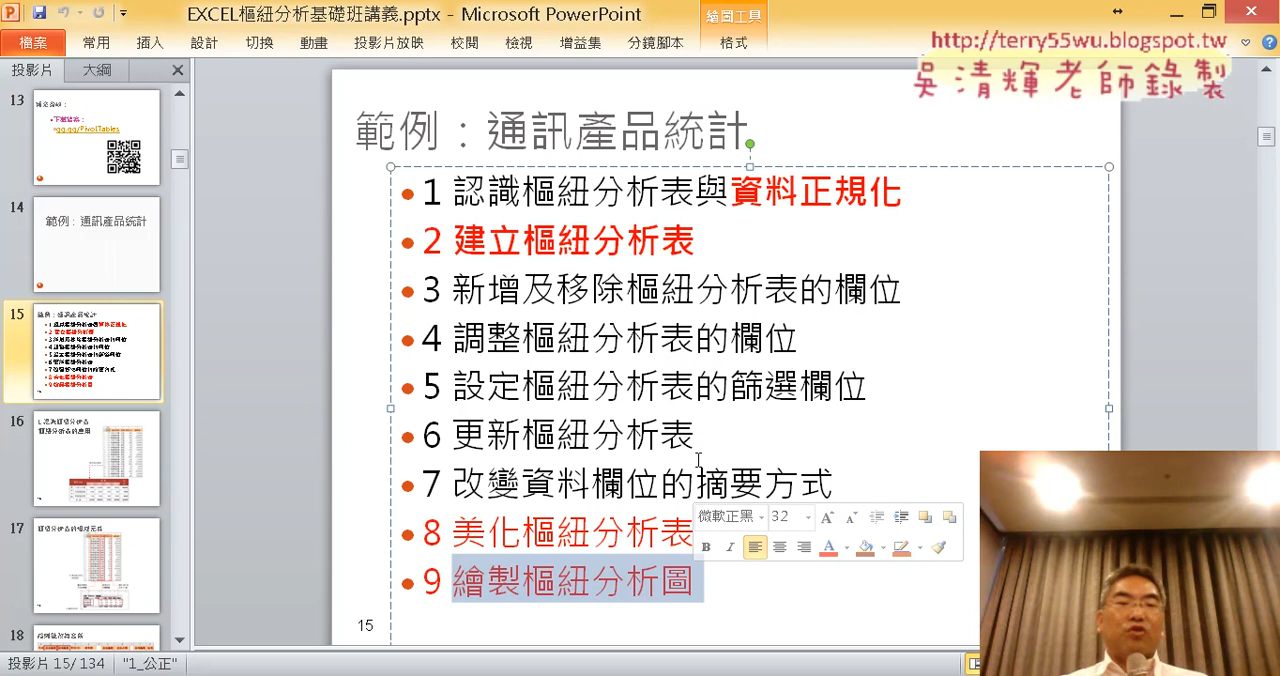 EXCEL樞紐分析基礎班講義.pptx - Microsoft PowerPoint
繪圖工具
檔案
常用
插入
設計
切換
動畫
投影片放映
校閱
檢視
增益集
分鏡腳本
格式
http://terry55wu.blogspot.tw
吳清輝老師錄製
投影片
大綱
13
gg.gg/PivotTables
14
範例：通訊產品統計
15
16
17
18
範例：通訊產品統計
1 認識樞紐分析表與資料正規化
2 建立樞紐分析表
3 新增及移除樞紐分析表的欄位
4 調整樞紐分析表的欄位
5 設定樞紐分析表的篩選欄位
6 更新樞紐分析表
7 改變資料欄位的摘要方式
8 美化樞紐分析表
9 繪製樞紐分析圖
微軟正黑
32
B I
15
投影片 15/ 134
"1_公正"